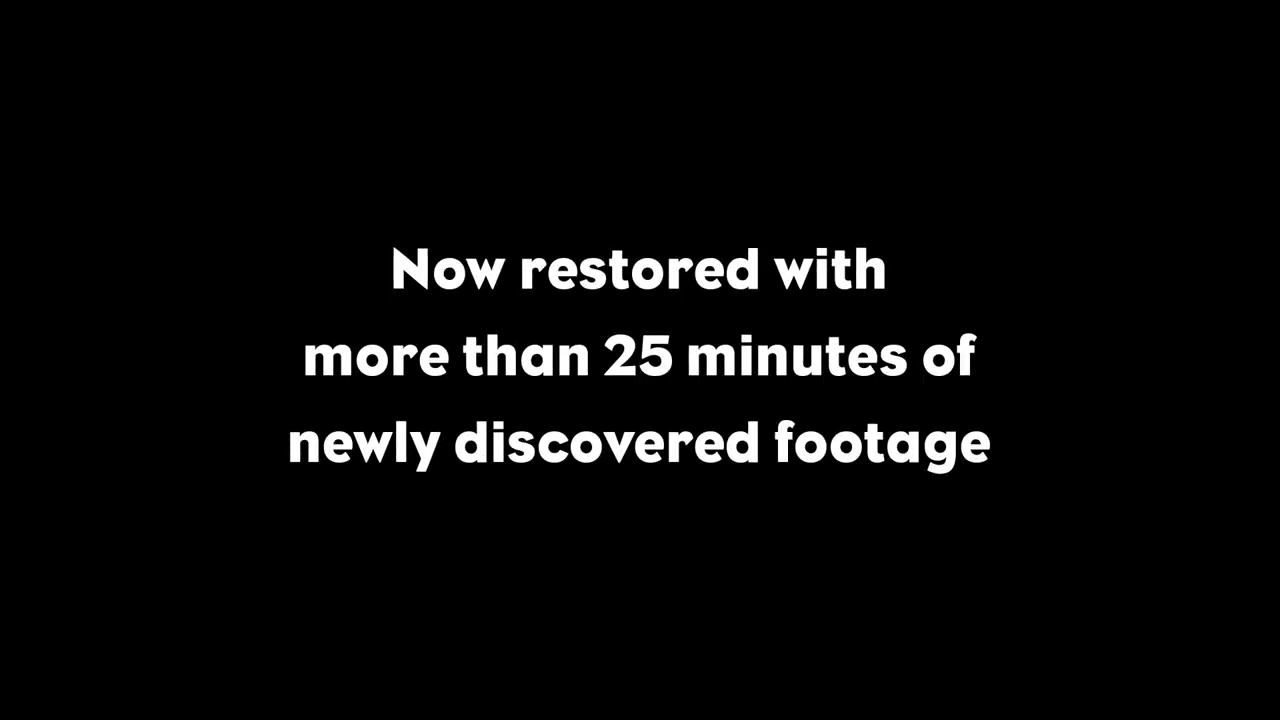 Now restored with
more than 25 minutes of
newly discovered footage